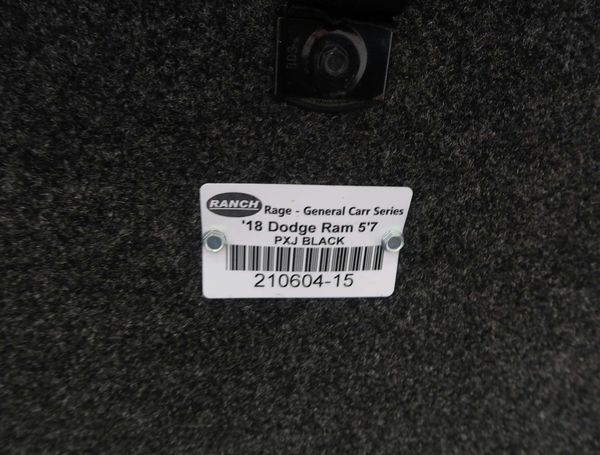 RANCH
Rage - General Carr Series
'18 Dodge Ram 5'7
PXJ BLACK
210604-15